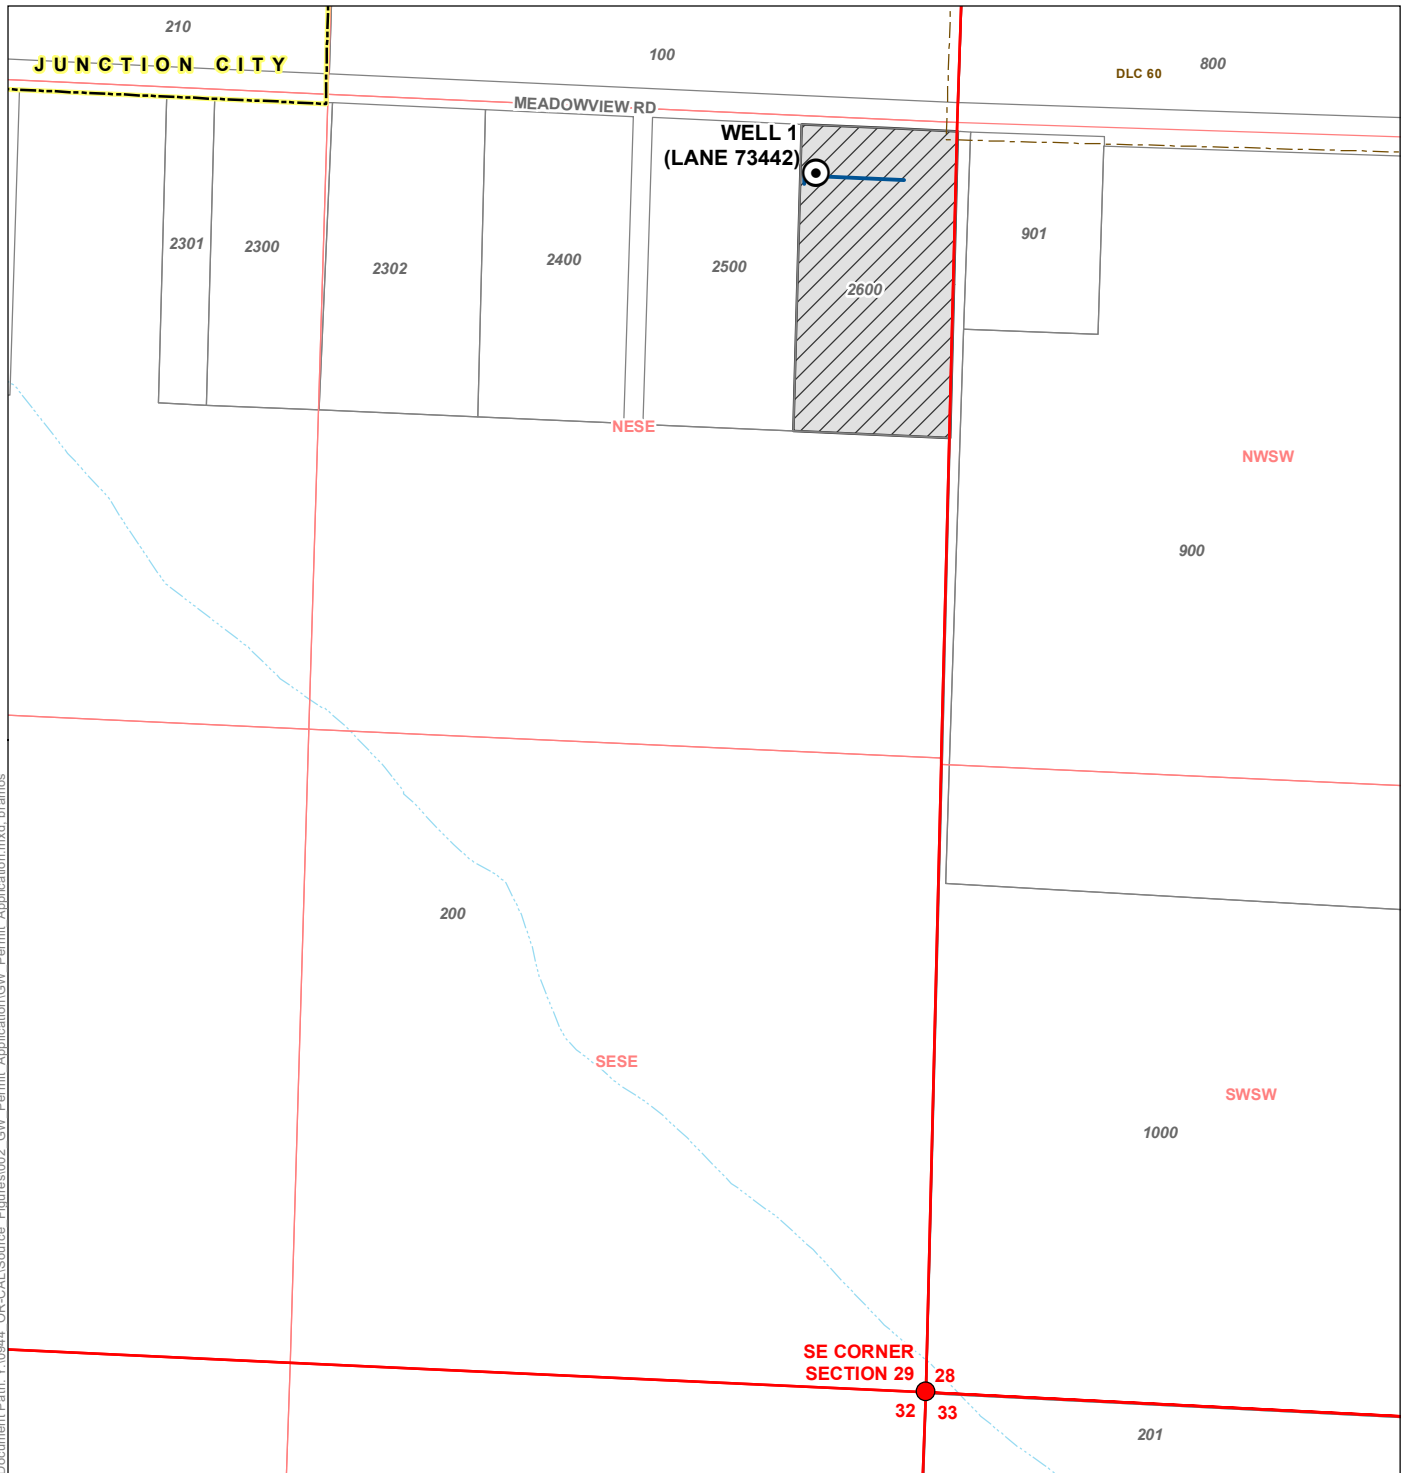 210
100
800
JUNCTION CITY
DLC 60
MEADOWVIEW RD
WELL 1
(LANE 73442)
2301
2300
2302
2400
2500
2600
901
NESE
NWSW
900
200
SESE
SWSW
1000
SE CORNER
SECTION 29
28
32
33
201